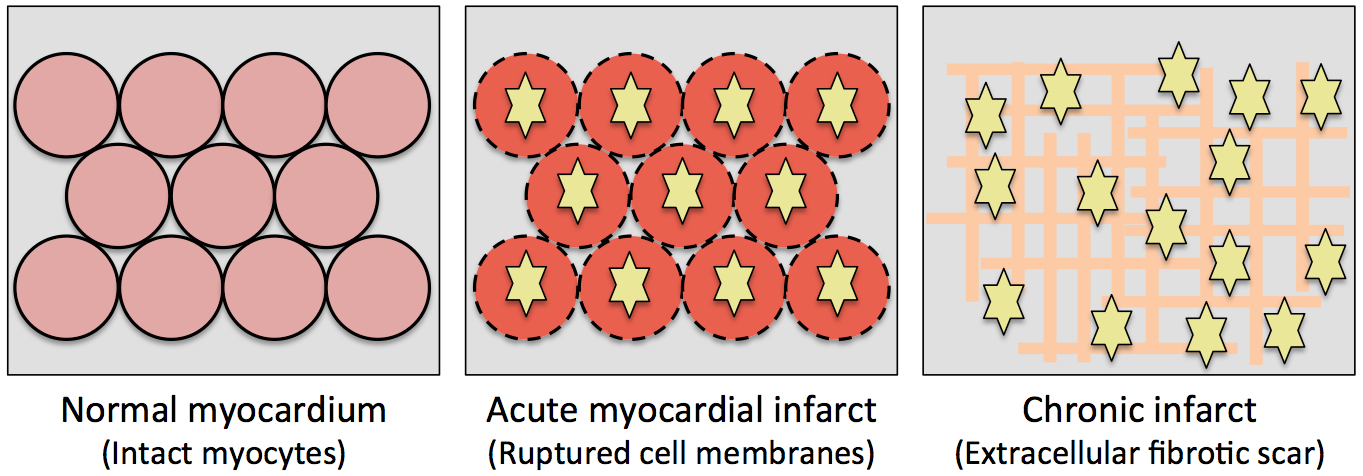 Normal myocardium
(Intact myocytes)
Acute myocardial infarct
(Ruptured cell membranes)
Chronic infarct
(Extracellular fibrotic scar)